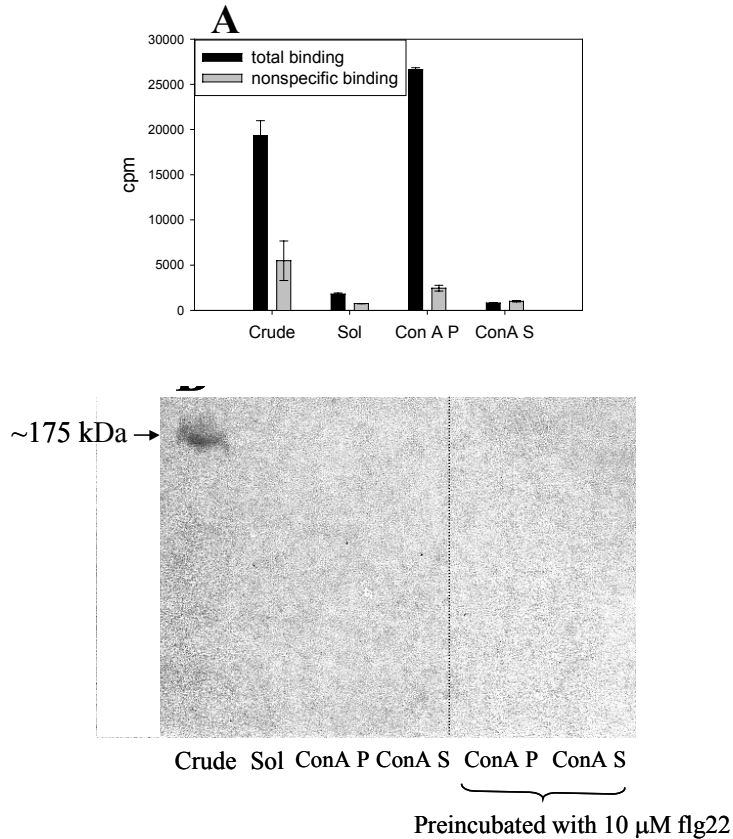 A
30000
total binding
nonspecific binding
25000
20000
cpm
15000
10000
5000
0
Crude Sol Con A P ConA S
~175 kDa
Crude Sol ConA P ConA S ConA P ConA S
Preincubated with 10 µM flg22